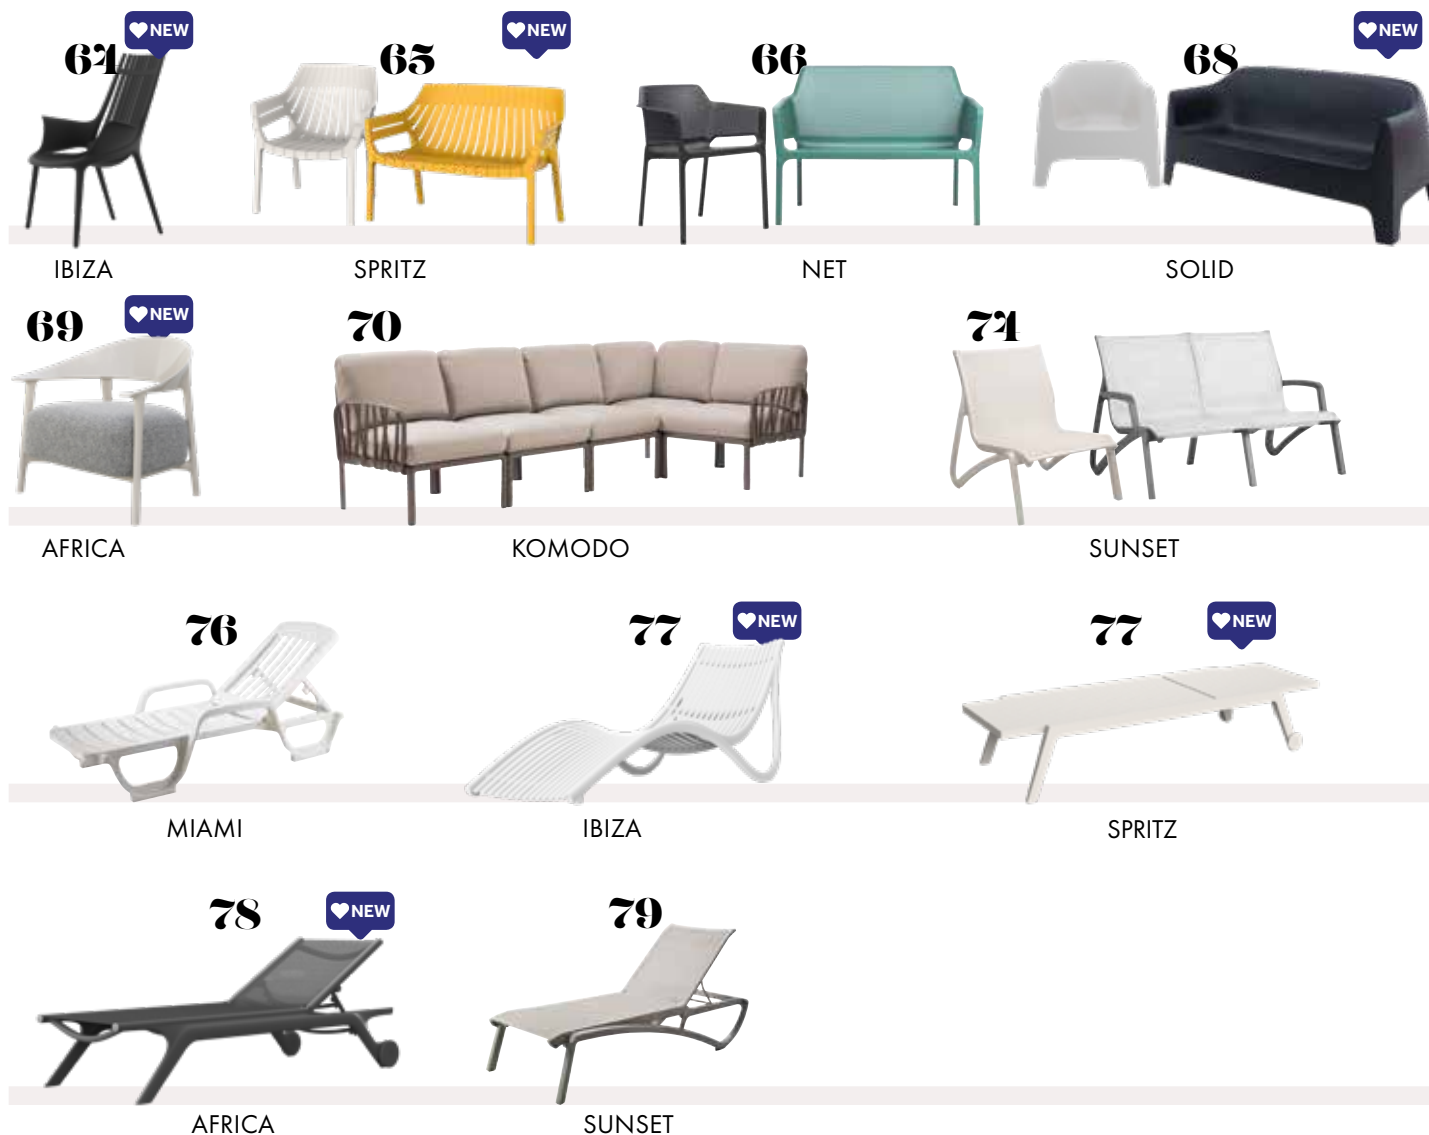 64
NEW
65
NEW
66
68
NEW
IBIZA
SPRITZ
NET
SOLID
69
NEW
70
74
AFRICA
KOMODO
SUNSET
76
77
NEW
77
NEW
MIAMI
IBIZA
SPRITZ
78
NEW
79
AFRICA
SUNSET